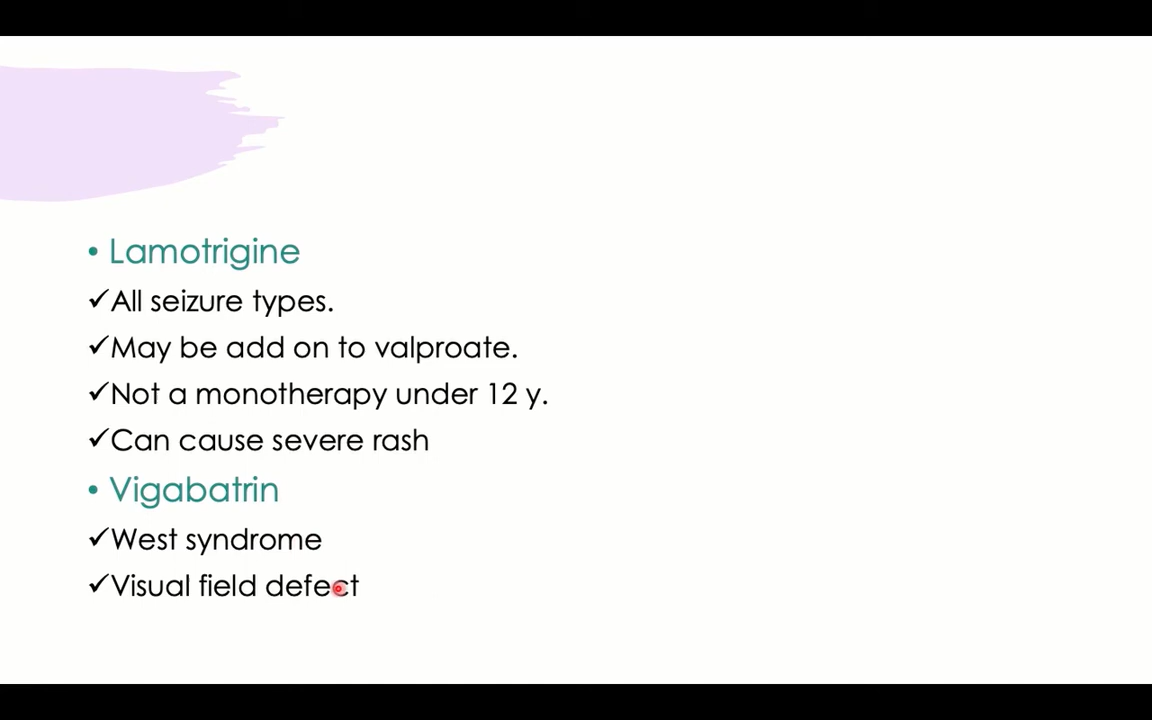 • Lamotrigine
✓All seizure types.
✓May be add on to valproate.
✓Not a monotherapy under 12 y.
✓Can cause severe rash
• Vigabatrin
✓West syndrome
✓Visual field defect